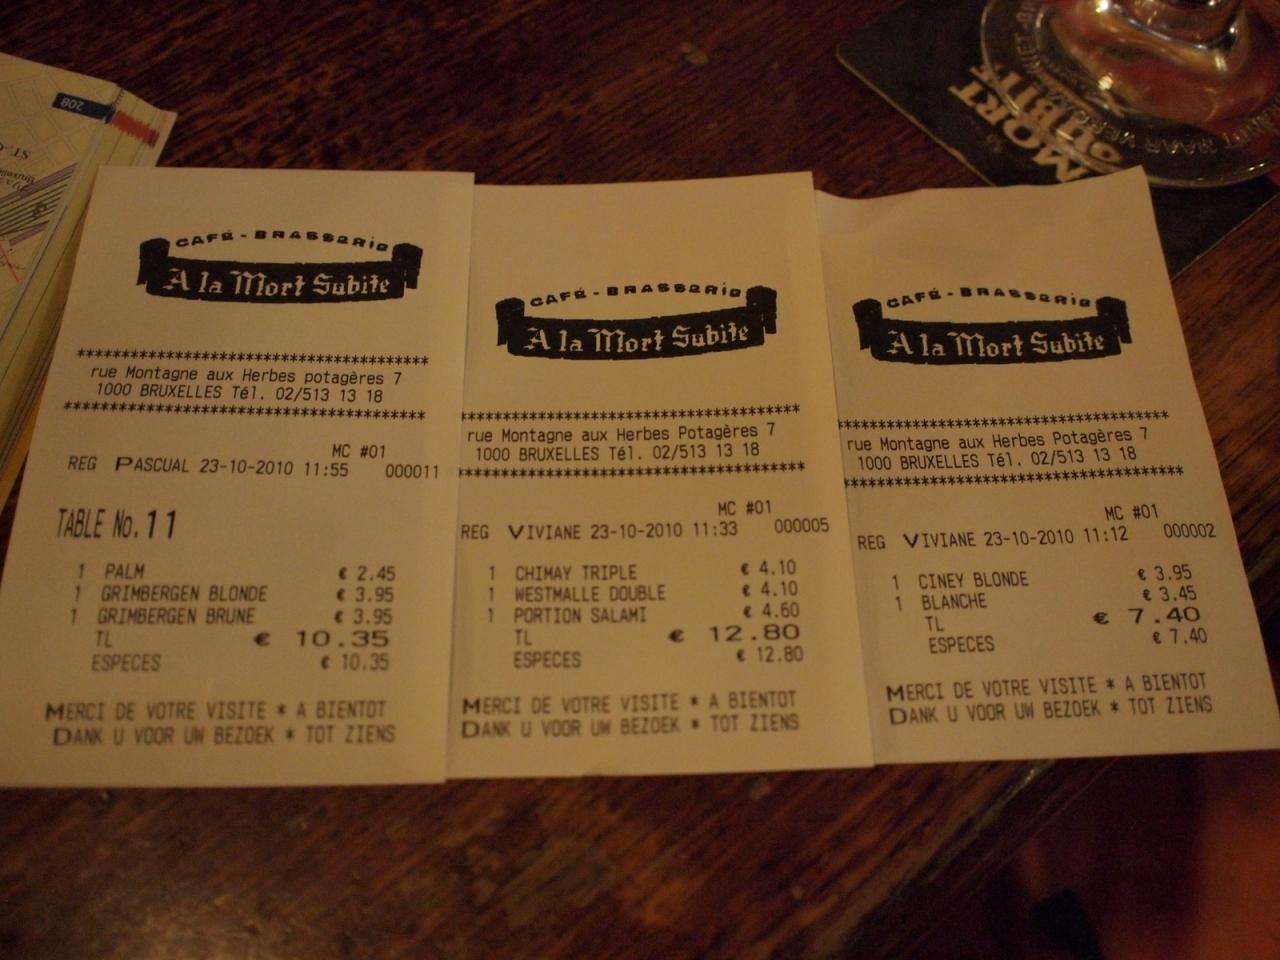 208
ST.
Bruxelles
MORT
SUBITE
MAAR
CAFÉ - BRASSERIE
A la Mort Subite
****************************************
rue Montagne aux Herbes potagères 7
1000 BRUXELLES Tél. 02/513 13 18
****************************************
MC #01
REG PASCUAL 23-10-2010 11:55 000011
TABLE No. 11
1 PALM € 2.45
1 GRIMBERGEN BLONDE € 3.95
1 GRIMBERGEN BRUNE € 3.95
TL € 10.35
ESPECES € 10.35
MERCI DE VOTRE VISITE * A BIENTOT
DANK U VOOR UW BEZOEK * TOT ZIENS
CAFÉ - BRASSERIE
A la Mort Subite
****************************************
rue Montagne aux Herbes Potagères 7
1000 BRUXELLES Tél. 02/513 13 18
****************************************
MC #01
REG VIVIANE 23-10-2010 11:33 000005
1 CHIMAY TRIPLE € 4.10
1 WESTMALLE DOUBLE € 4.10
1 PORTION SALAMI € 4.60
TL € 12.80
ESPECES € 12.80
MERCI DE VOTRE VISITE * A BIENTOT
DANK U VOOR UW BEZOEK * TOT ZIENS
CAFÉ - BRASSERIE
A la Mort Subite
****************************************
rue Montagne aux Herbes Potagères 7
1000 BRUXELLES Tél. 02/513 13 18
****************************************
MC #01
REG VIVIANE 23-10-2010 11:12 000002
1 CINEY BLONDE € 3.95
1 BLANCHE € 3.45
TL € 7.40
ESPECES € 7.40
MERCI DE VOTRE VISITE * A BIENTOT
DANK U VOOR UW BEZOEK * TOT ZIENS